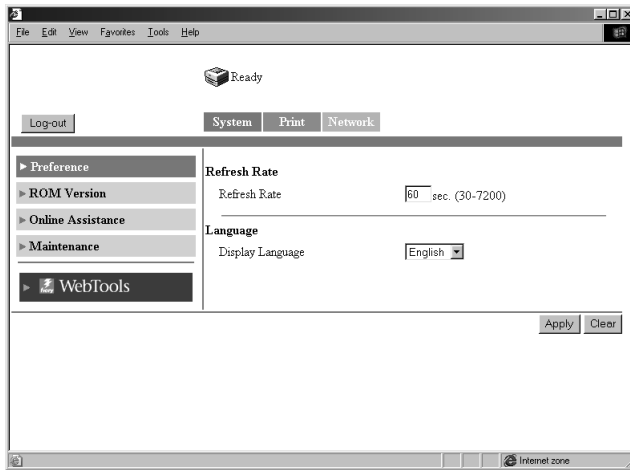 File Edit View Favorites Tools Help
Ready
Log-out
System Print Network
Preference
ROM Version
Online Assistance
Maintenance
WebTools
Refresh Rate
Refresh Rate 60 sec. (30-7200)
Language
Display Language English
Apply Clear
Internet zone